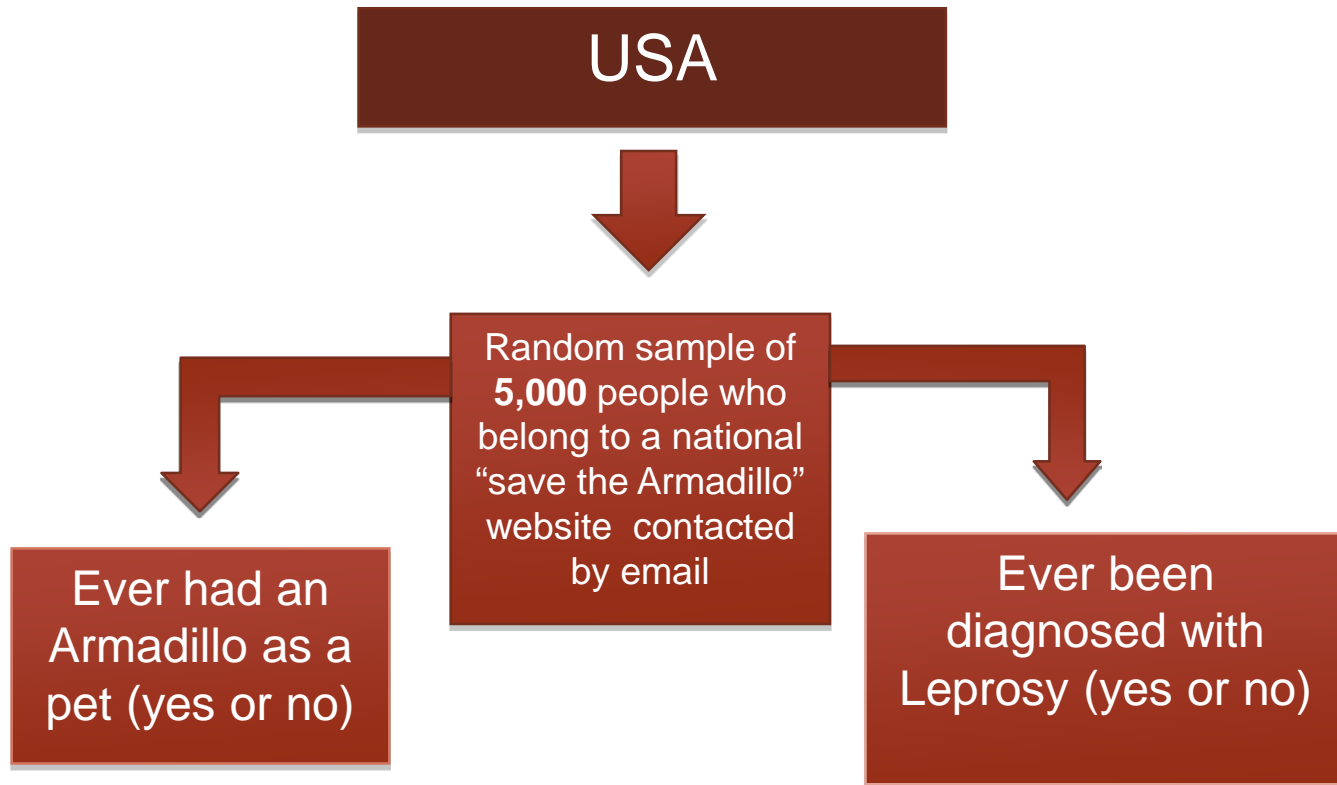 USA
Random sample of
5,000 people who
belong to a national
“save the Armadillo”
website contacted
by email
Ever had an
Armadillo as a
pet (yes or no)
Ever been
diagnosed with
Leprosy (yes or no)